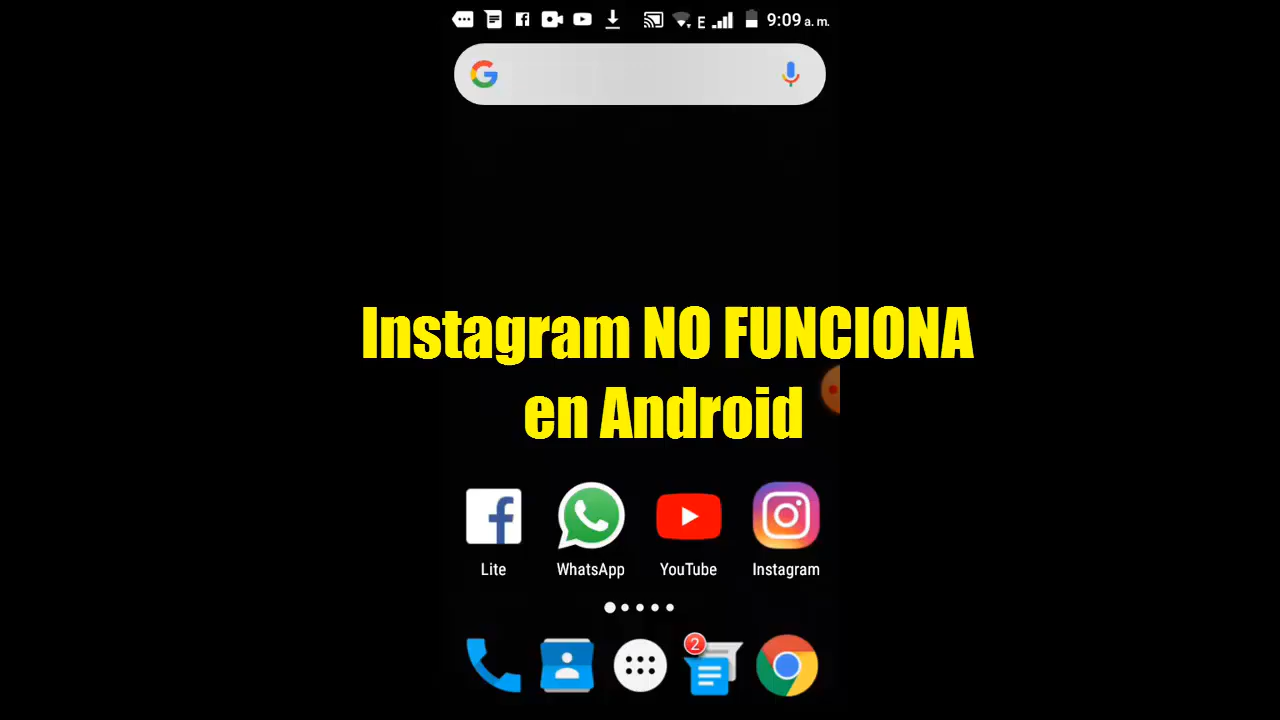 E 9:09 a. m.
Instagram NO FUNCIONA
en Android
Lite WhatsApp YouTube Instagram
2